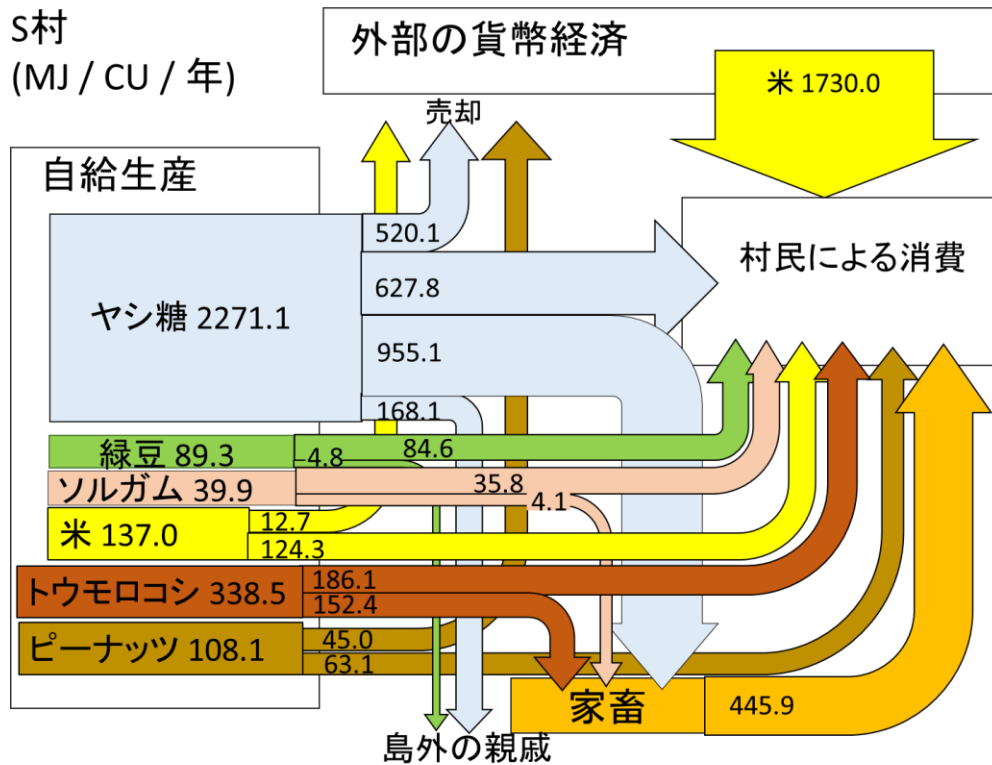 S村
(MJ / CU / 年)
外部の貨幣経済
米 1730.0
売却
自給生産
村民による消費
ヤシ糖 2271.1
520.1
627.8
955.1
168.1
緑豆 89.3
4.8
84.6
ソルガム 39.9
35.8
4.1
米 137.0
12.7
124.3
トウモロコシ 338.5
186.1
152.4
ピーナッツ 108.1
45.0
63.1
家畜
445.9
島外の親戚